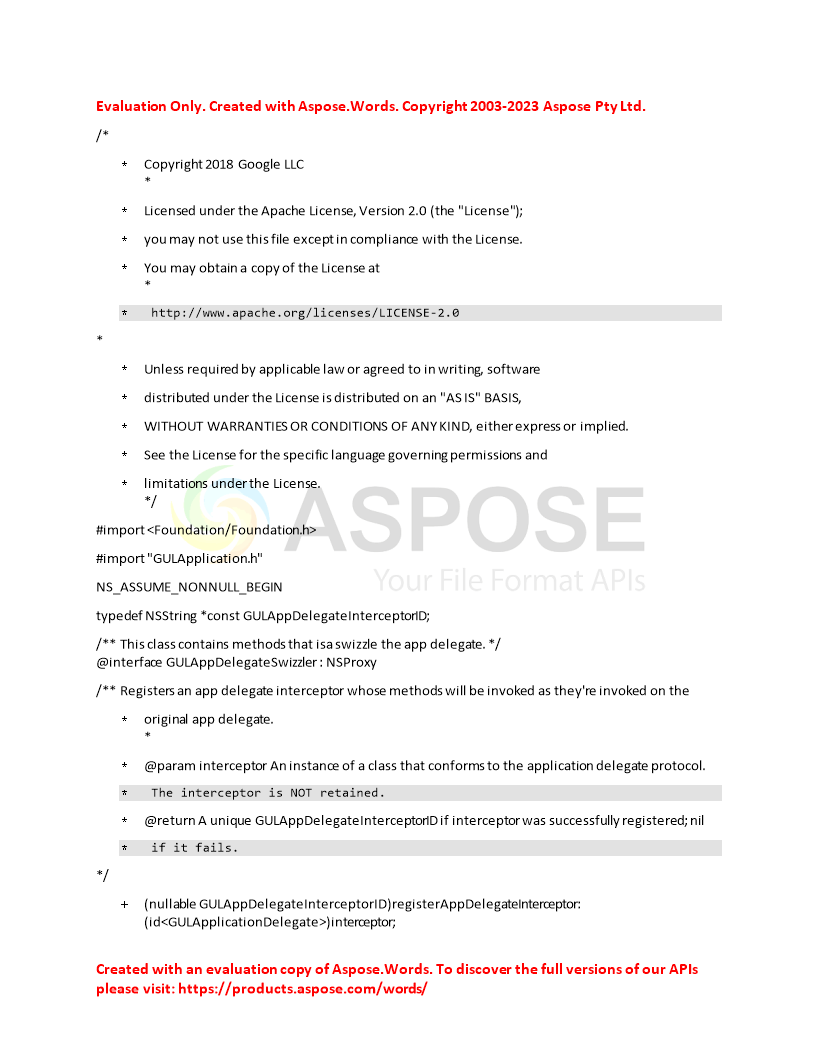 Evaluation Only. Created with Aspose.Words. Copyright 2003-2023 Aspose Pty Ltd.
/*
* Copyright 2018 Google LLC
*
* Licensed under the Apache License, Version 2.0 (the "License");
* you may not use this file except in compliance with the License.
* You may obtain a copy of the License at
*
* http://www.apache.org/licenses/LICENSE-2.0
*
* Unless required by applicable law or agreed to in writing, software
* distributed under the License is distributed on an "AS IS" BASIS,
* WITHOUT WARRANTIES OR CONDITIONS OF ANY KIND, either express or implied.
* See the License for the specific language governing permissions and
* limitations under the License.
*/
ASPOSE
#import <Foundation/Foundation.h>
#import "GULApplication.h"
Your File Format APIs
NS_ASSUME_NONNULL_BEGIN
typedef NSString *const GULAppDelegateInterceptorID;
/** This class contains methods that isa swizzle the app delegate. */
@interface GULAppDelegateSwizzler : NSProxy
/** Registers an app delegate interceptor whose methods will be invoked as they're invoked on the
* original app delegate.
*
* @param interceptor An instance of a class that conforms to the application delegate protocol.
* The interceptor is NOT retained.
* @return A unique GULAppDelegateInterceptorID if interceptor was successfully registered; nil
* if it fails.
*/
+ (nullable GULAppDelegateInterceptorID)registerAppDelegateInterceptor:
(id<GULApplicationDelegate>)interceptor;
Created with an evaluation copy of Aspose.Words. To discover the full versions of our APIs
please visit: https://products.aspose.com/words/